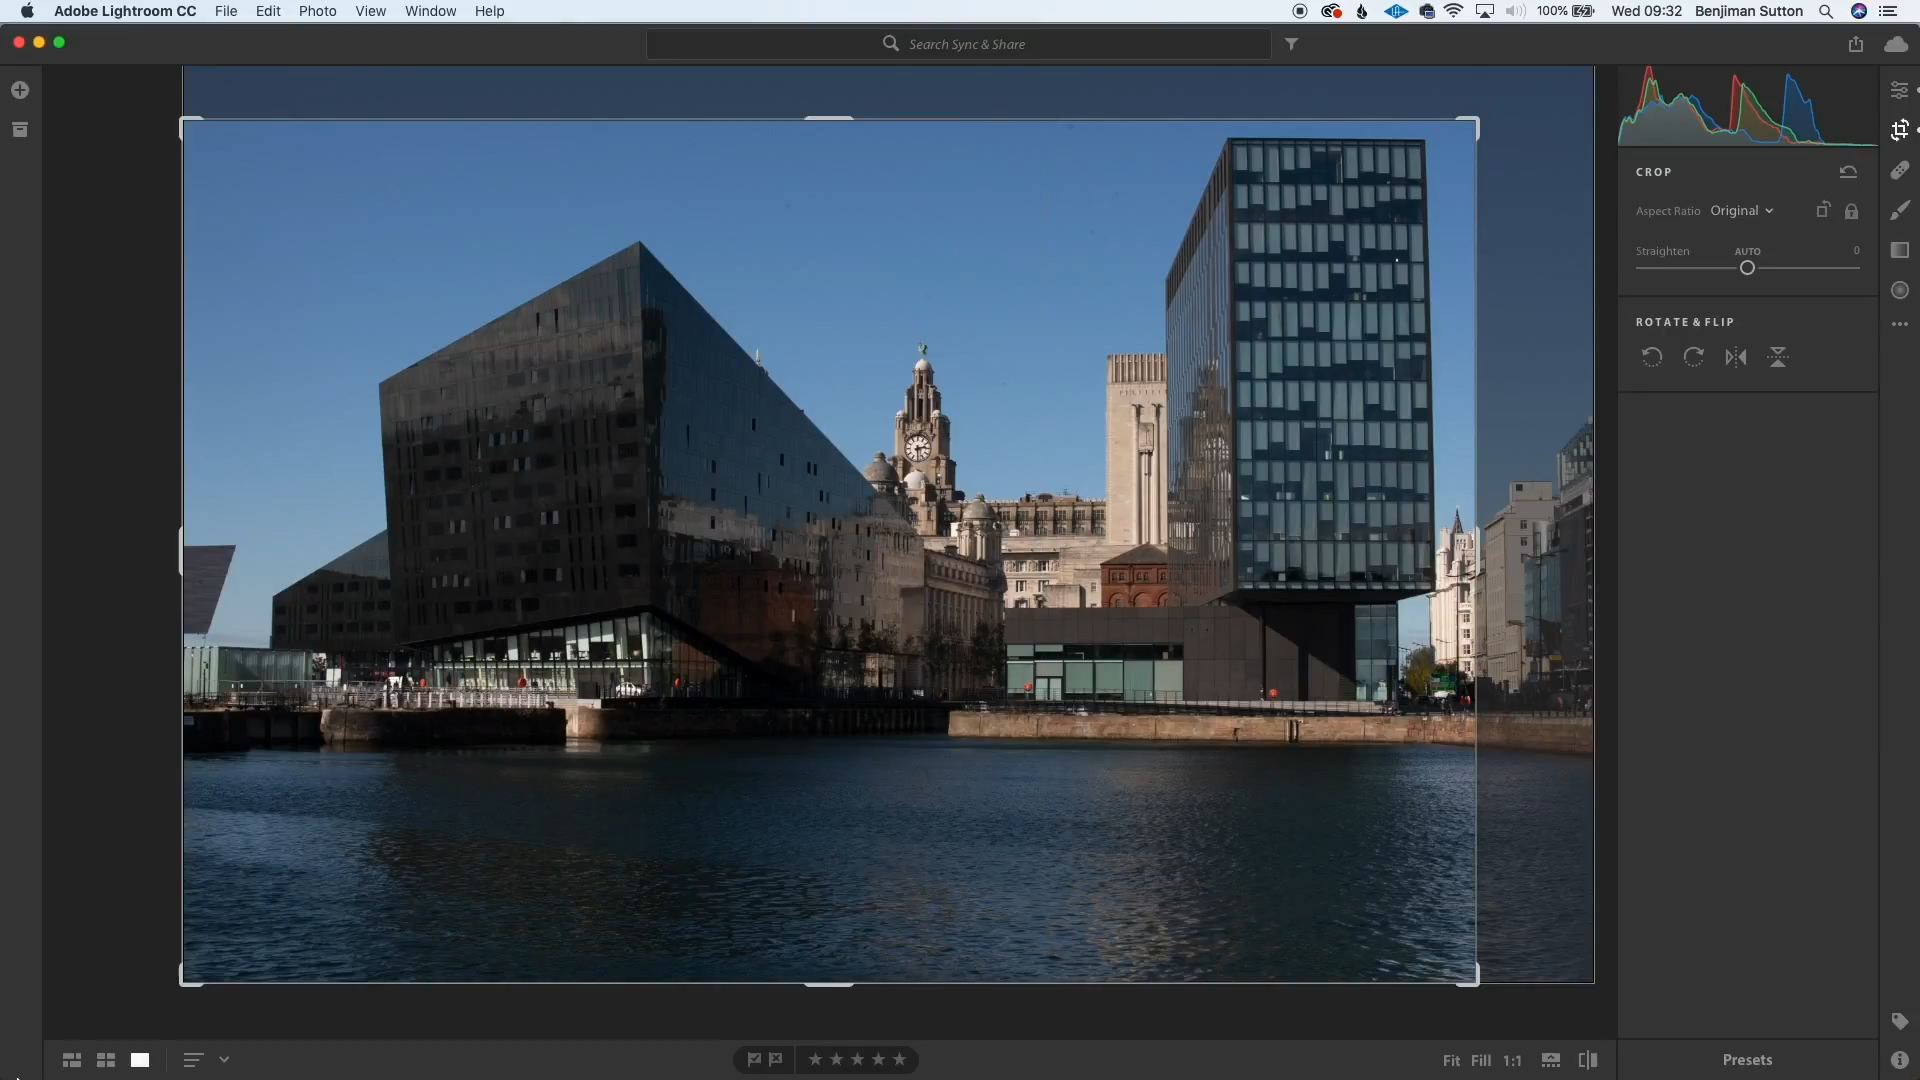 Adobe Lightroom CC File Edit Photo View Window Help 100% Wed 09:32 Benjiman Sutton
Search Sync & Share
CROP
Aspect Ratio Original
Straighten AUTO 0
ROTATE & FLIP
Fit Fill 1:1
Presets